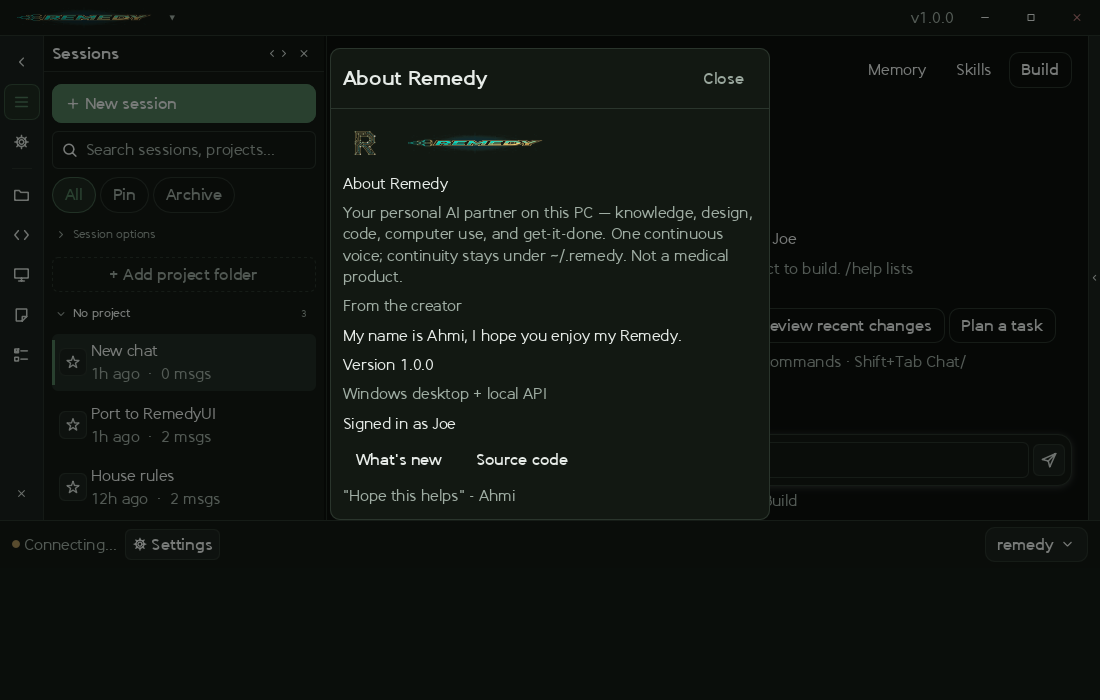 REMEDY
v1.0.0
Sessions
+ New session
Search sessions, projects...
All Pin Archive
Session options
+ Add project folder
No project 3
New chat
1h ago · 0 msgs
Port to RemedyUI
1h ago · 2 msgs
House rules
12h ago · 2 msgs
About Remedy
Close
REMEDY
About Remedy
Your personal AI partner on this PC — knowledge, design,
code, computer use, and get-it-done. One continuous
voice; continuity stays under ~/.remedy. Not a medical
product.
From the creator
My name is Ahmi, I hope you enjoy my Remedy.
Version 1.0.0
Windows desktop + local API
Signed in as Joe
What's new Source code
"Hope this helps" - Ahmi
Memory Skills Build
Joe
to build. /help lists
recent changes
Plan a task
· Shift+Tab Chat/
Connecting...
Settings
remedy